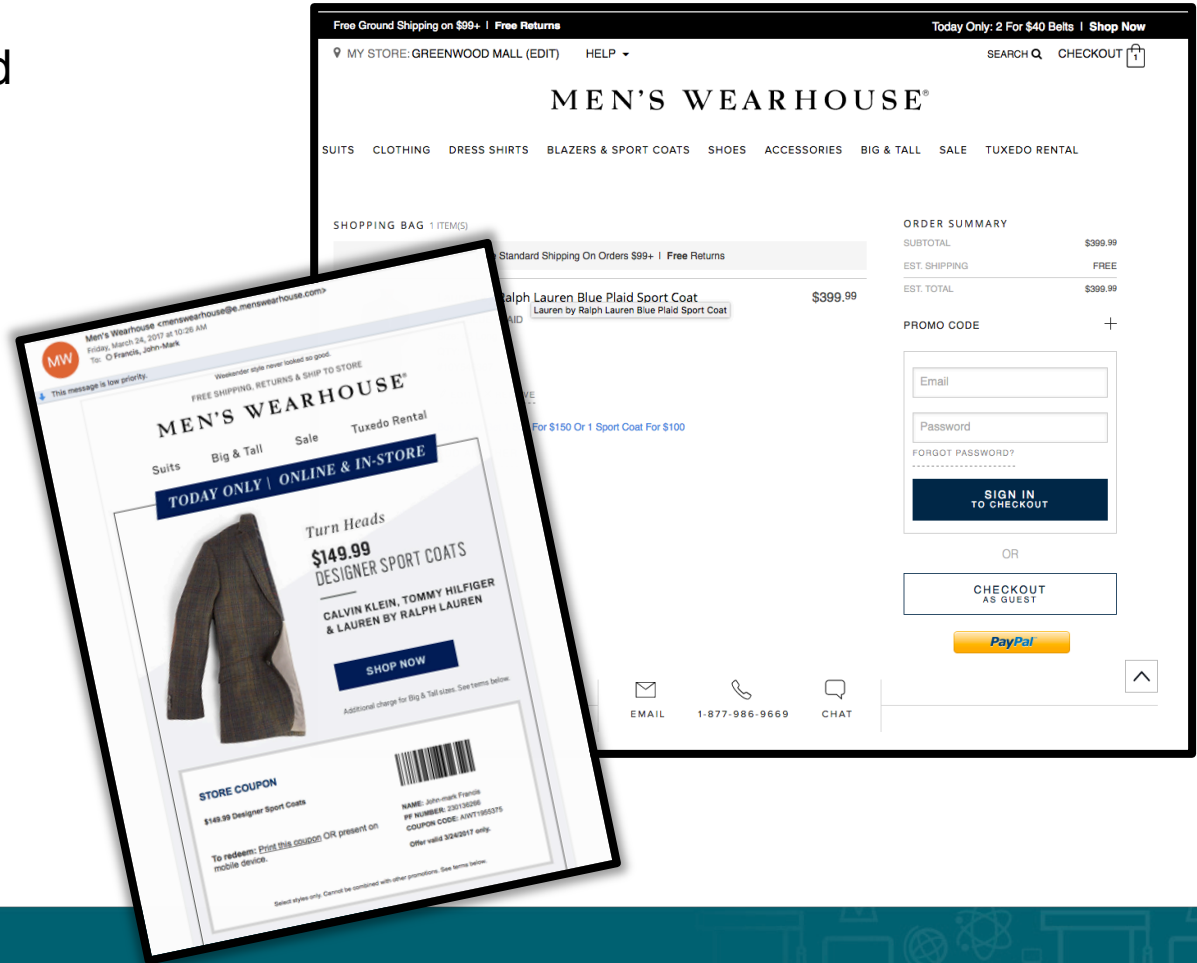 d
Free Ground Shipping on $99+ | Free Returns
Today Only: 2 For $40 Belts | Shop Now
MY STORE: GREENWOOD MALL (EDIT)
HELP
SEARCH
CHECKOUT
1
MEN'S WEARHOUSE®
SUITS CLOTHING DRESS SHIRTS BLAZERS & SPORT COATS SHOES ACCESSORIES BIG & TALL SALE TUXEDO RENTAL
SHOPPING BAG 1 ITEM(S)
Standard Shipping On Orders $99+ | Free Returns
Ralph Lauren Blue Plaid Sport Coat
$399.99
Lauren by Ralph Lauren Blue Plaid Sport Coat
AID
VE
For $150 Or 1 Sport Coat For $100
ORDER SUMMARY
SUBTOTAL $399.99
EST. SHIPPING FREE
EST. TOTAL $399.99
PROMO CODE
Email
Password
FORGOT PASSWORD?
SIGN IN
TO CHECKOUT
OR
CHECKOUT
AS GUEST
PayPal
EMAIL
1-877-986-9669
CHAT
MW
Men's Wearhouse <menswearhouse@e.menswearhouse.com>
Friday, March 24, 2017 at 10:26 AM
To: Francis, John-Mark
This message is low priority.
Weekender style never looked so good.
FREE SHIPPING, RETURNS & SHIP TO STORE
MEN'S WEARHOUSE®
Suits Big & Tall Sale Tuxedo Rental
TODAY ONLY | ONLINE & IN-STORE
Turn Heads
$149.99
DESIGNER SPORT COATS
CALVIN KLEIN, TOMMY HILFIGER
& LAUREN BY RALPH LAUREN
SHOP NOW
Additional charge for Big & Tall sizes. See terms below.
STORE COUPON
$149.99 Designer Sport Coats
To redeem: Print this coupon OR present on
mobile device.
NAME: John-mark Francis
PF NUMBER: 230136266
COUPON CODE: AIWT1955375
Offer valid 3/24/2017 only.
Select styles only. Cannot be combined with other promotions. See terms below.